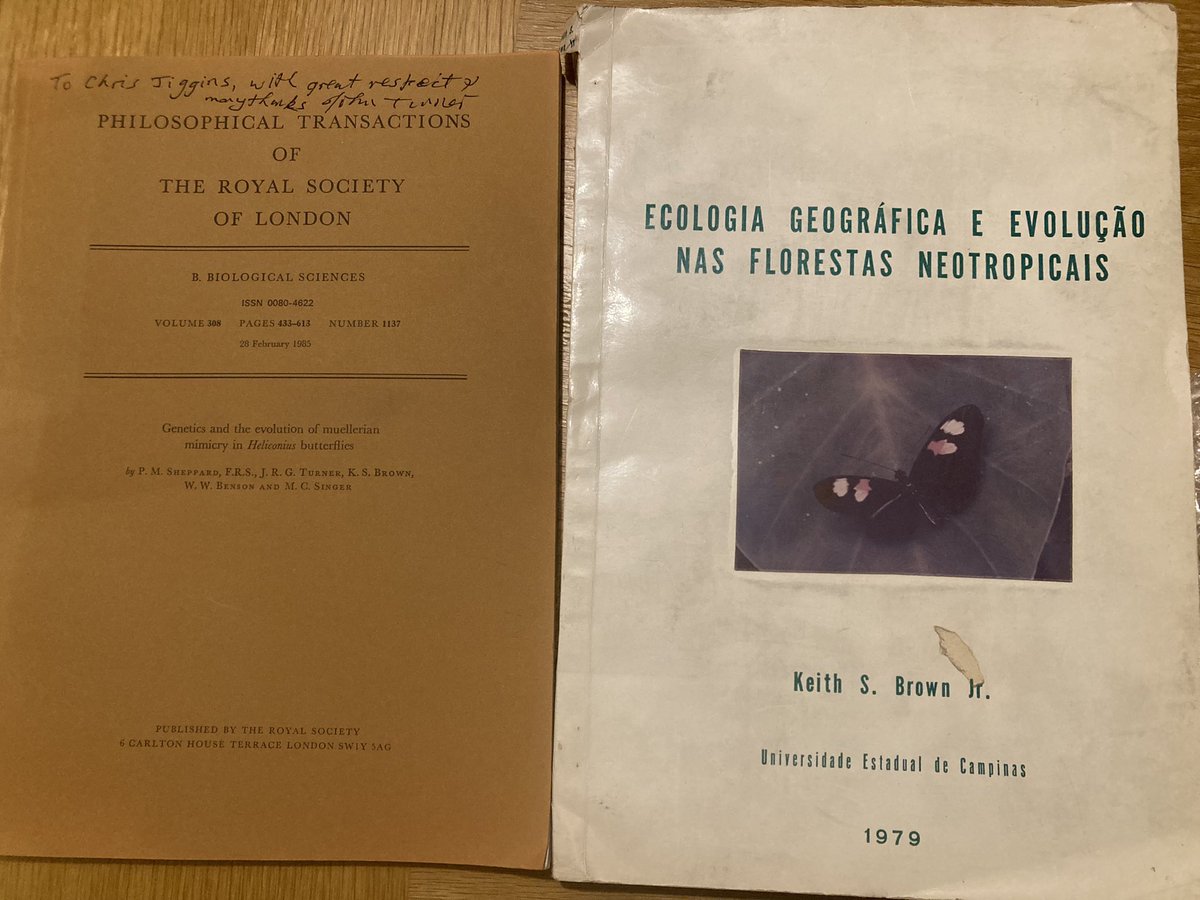 To Chris Jiggins, with great respect &
many thanks John Turner
PHILOSOPHICAL TRANSACTIONS
OF
THE ROYAL SOCIETY
OF LONDON
B. BIOLOGICAL SCIENCES
ISSN 0080-4622
VOLUME 308 PAGES 433–613 NUMBER 1137
28 February 1985
Genetics and the evolution of muellerian
mimicry in Heliconius butterflies
by P. M. SHEPPARD, F.R.S., J. R. G. TURNER, K. S. BROWN,
W. W. BENSON AND M. C. SINGER
PUBLISHED BY THE ROYAL SOCIETY
6 CARLTON HOUSE TERRACE LONDON SW1Y 5AG
ECOLOGIA GEOGRÁFICA E EVOLUÇÃO
NAS FLORESTAS NEOTROPICAIS
Keith S. Brown Jr.
Universidade Estadual de Campinas
1979